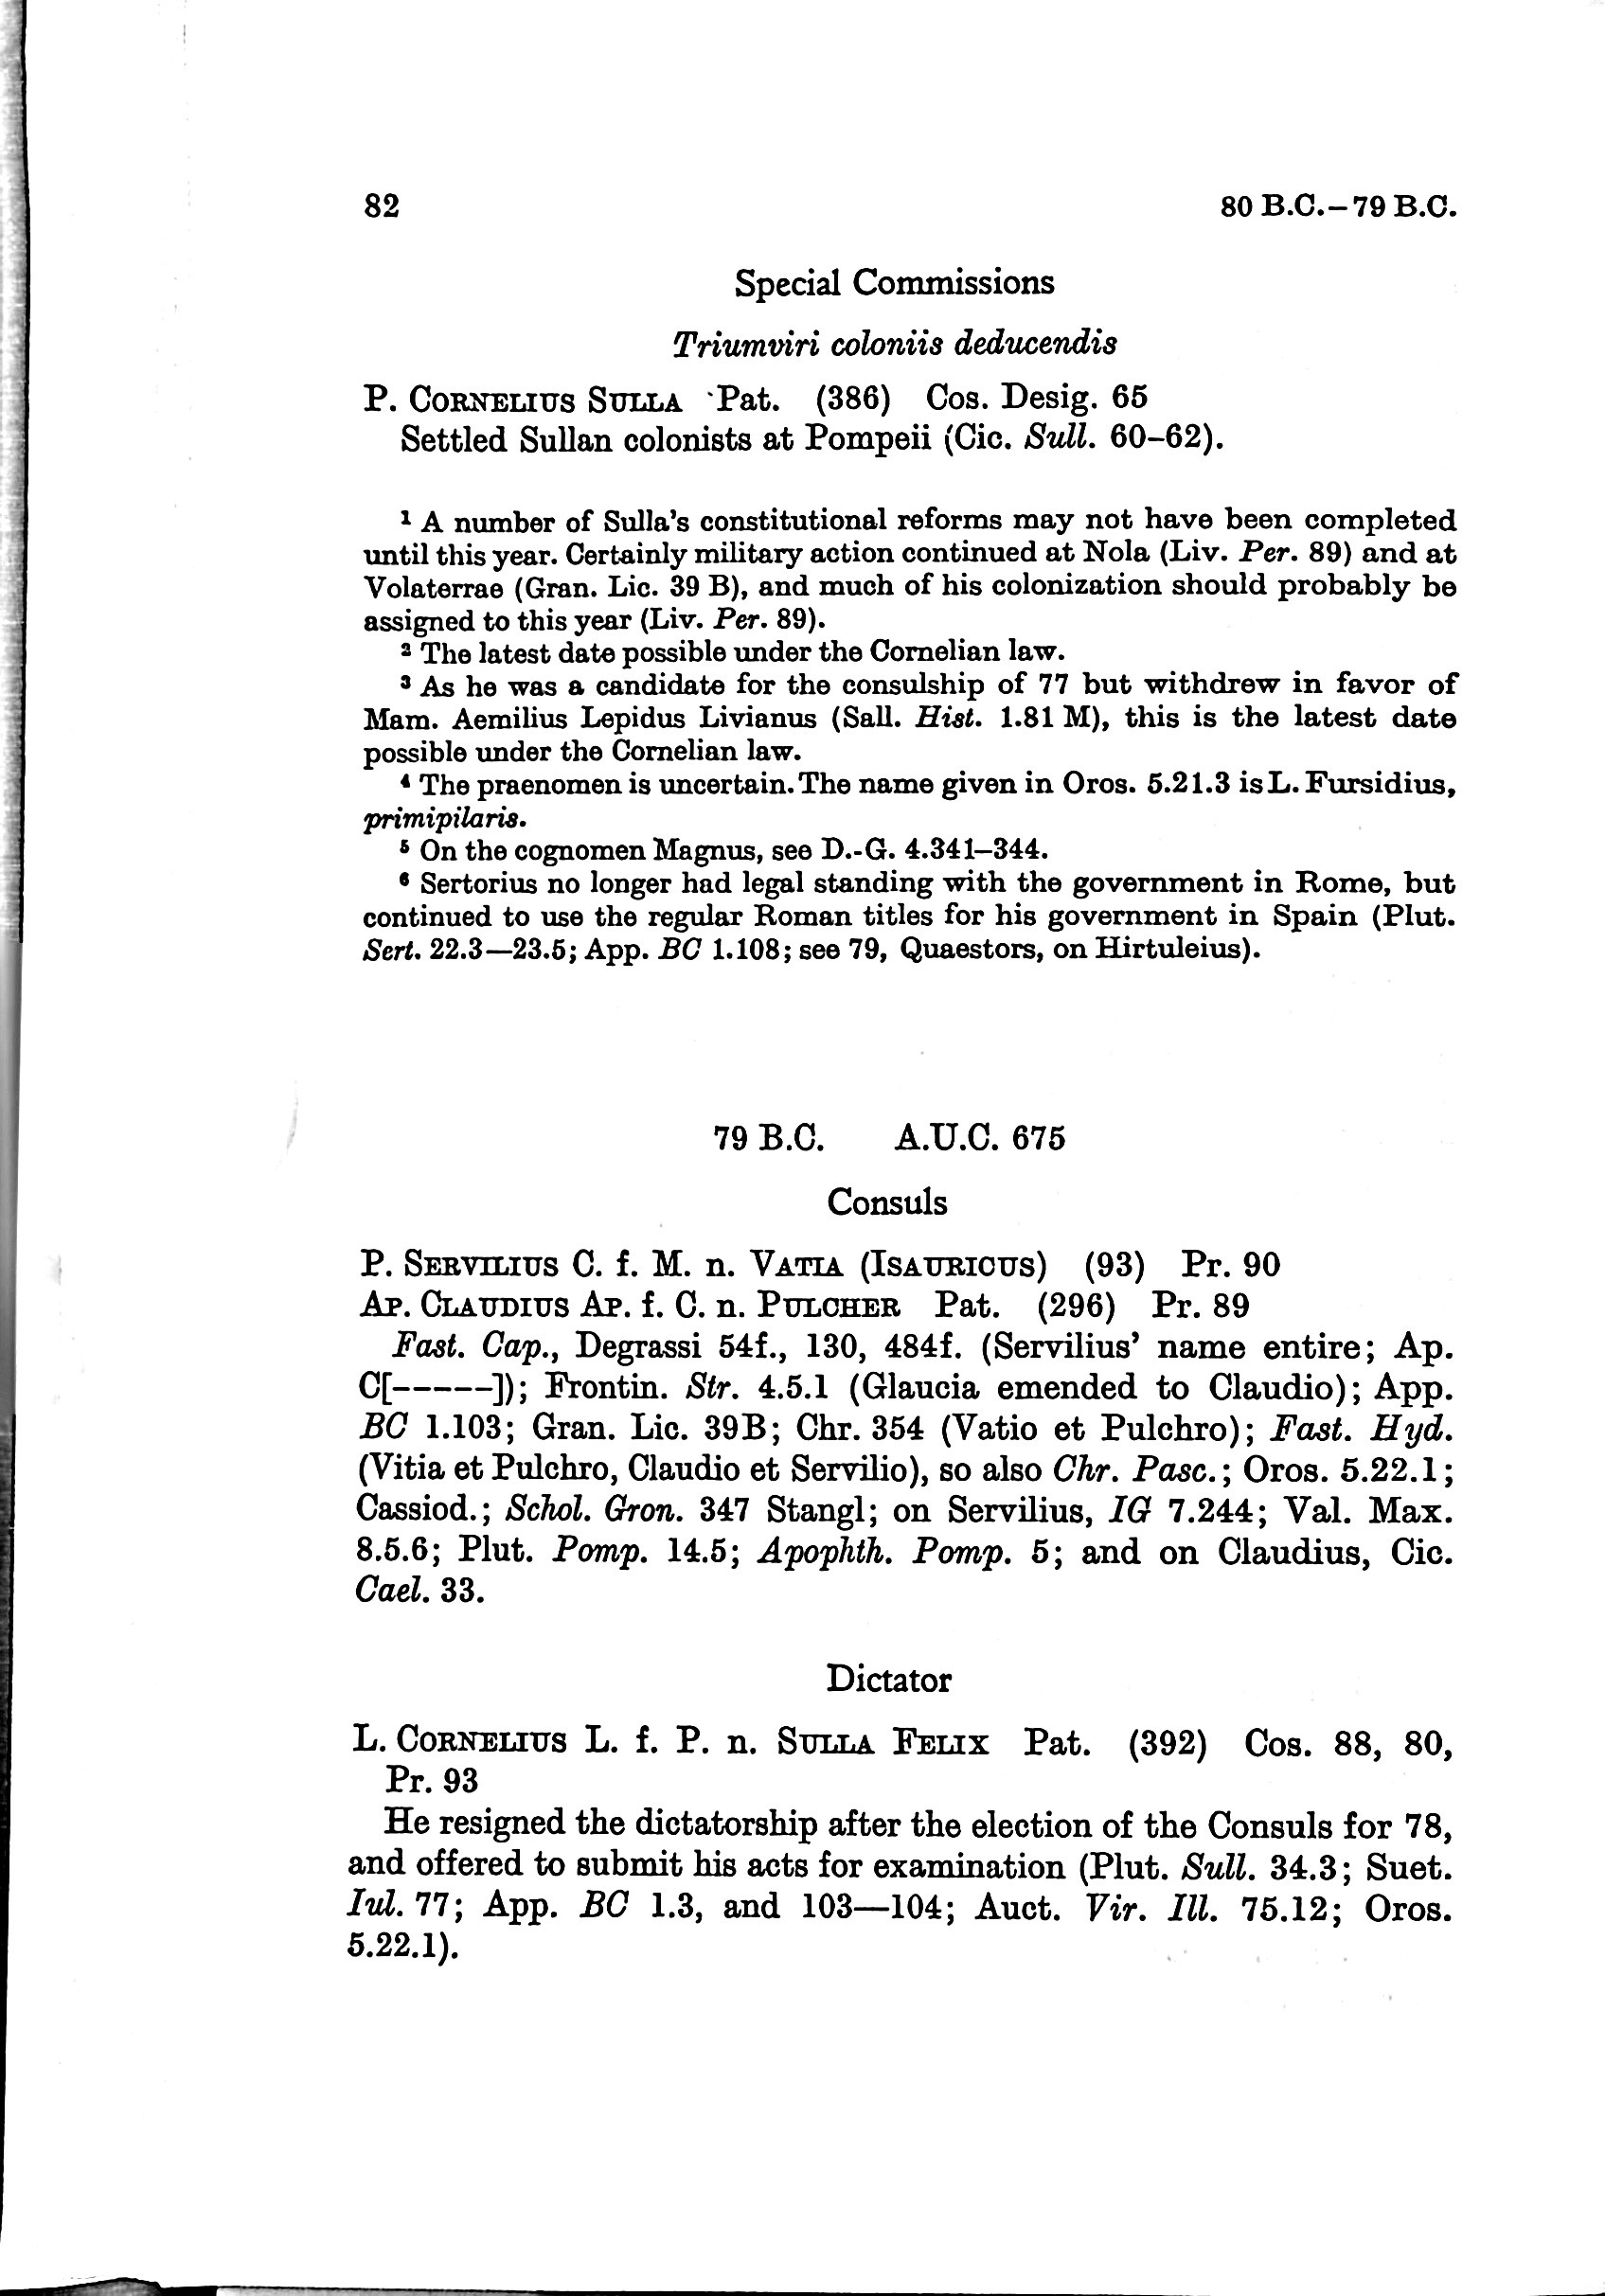 82 80 B.C.–79 B.C.
Special Commissions
Triumviri coloniis deducendis
P. CORNELIUS SULLA Pat. (386) Cos. Desig. 65
Settled Sullan colonists at Pompeii (Cic. Sull. 60–62).
¹ A number of Sulla's constitutional reforms may not have been completed
until this year. Certainly military action continued at Nola (Liv. Per. 89) and at
Volaterrae (Gran. Lic. 39 B), and much of his colonization should probably be
assigned to this year (Liv. Per. 89).
² The latest date possible under the Cornelian law.
³ As he was a candidate for the consulship of 77 but withdrew in favor of
Mam. Aemilius Lepidus Livianus (Sall. Hist. 1.81 M), this is the latest date
possible under the Cornelian law.
⁴ The praenomen is uncertain. The name given in Oros. 5.21.3 is L. Fursidius,
primipilaris.
⁵ On the cognomen Magnus, see D.-G. 4.341–344.
⁶ Sertorius no longer had legal standing with the government in Rome, but
continued to use the regular Roman titles for his government in Spain (Plut.
Sert. 22.3—23.5; App. BC 1.108; see 79, Quaestors, on Hirtuleius).
79 B.C. A.U.C. 675
Consuls
P. SERVILIUS C. f. M. n. VATIA (ISAURICUS) (93) Pr. 90
AP. CLAUDIUS AP. f. C. n. PULCHER Pat. (296) Pr. 89
Fast. Cap., Degrassi 54f., 130, 484f. (Servilius' name entire; Ap.
C[-----]); Frontin. Str. 4.5.1 (Glaucia emended to Claudio); App.
BC 1.103; Gran. Lic. 39B; Chr. 354 (Vatio et Pulchro); Fast. Hyd.
(Vitia et Pulchro, Claudio et Servilio), so also Chr. Pasc.; Oros. 5.22.1;
Cassiod.; Schol. Gron. 347 Stangl; on Servilius, IG 7.244; Val. Max.
8.5.6; Plut. Pomp. 14.5; Apophth. Pomp. 5; and on Claudius, Cic.
Cael. 33.
Dictator
L. CORNELIUS L. f. P. n. SULLA FELIX Pat. (392) Cos. 88, 80,
Pr. 93
He resigned the dictatorship after the election of the Consuls for 78,
and offered to submit his acts for examination (Plut. Sull. 34.3; Suet.
Iul. 77; App. BC 1.3, and 103—104; Auct. Vir. Ill. 75.12; Oros.
5.22.1).